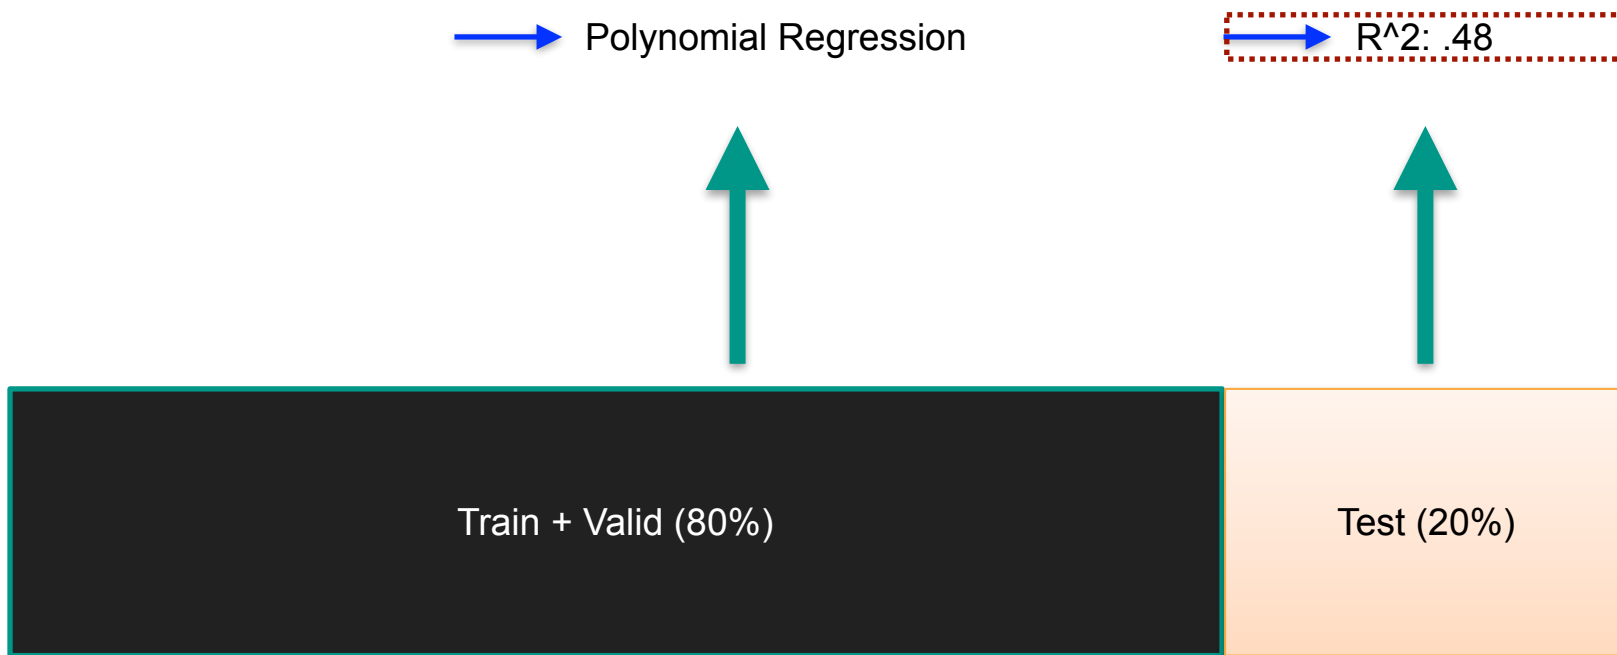 Polynomial Regression
R^2: .48
Train + Valid (80%)
Test (20%)